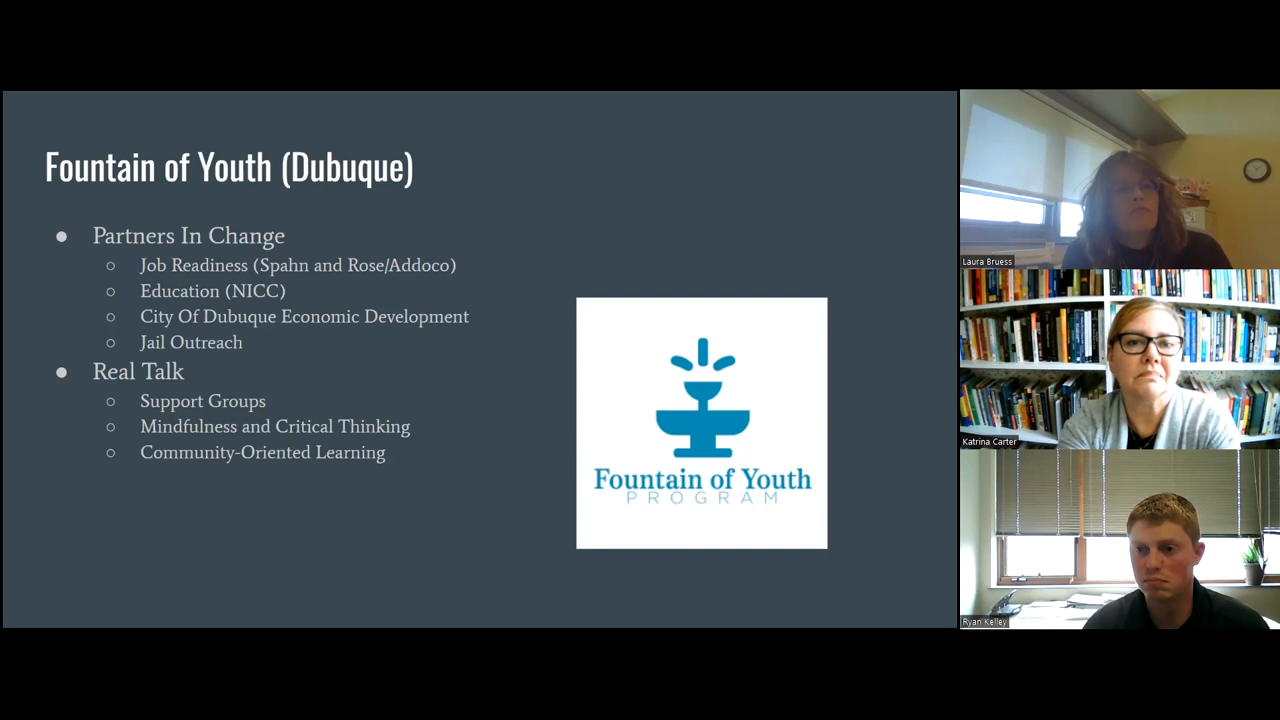 Fountain of Youth (Dubuque)
● Partners In Change
○ Job Readiness (Spahn and Rose/Addoco)
○ Education (NICC)
○ City Of Dubuque Economic Development
○ Jail Outreach
● Real Talk
○ Support Groups
○ Mindfulness and Critical Thinking
○ Community-Oriented Learning
Fountain of Youth
PROGRAM
Laura Bruess
Katrina Carter
Ryan Kelley